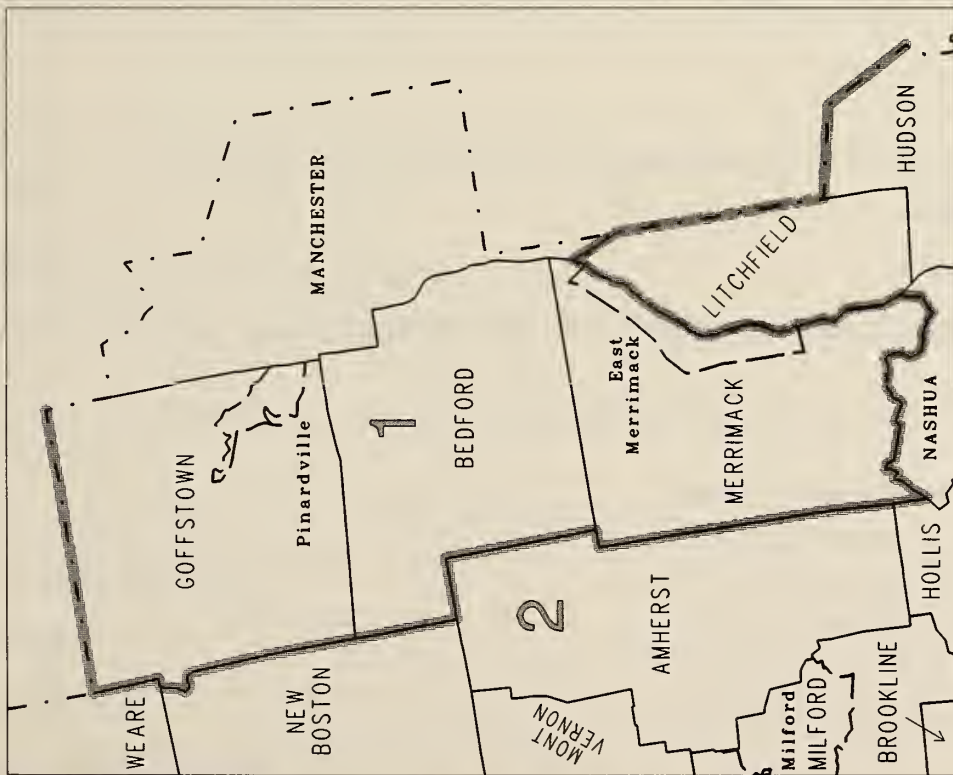 MANCHESTER
GOFFSTOWN
Pinardville
1
BEDFORD
HUDSON
LITCHFIELD
East
Merrimack
MERRIMACK
NASHUA
WEARE
NEW
BOSTON
2
AMHERST
HOLLIS
MONT
VERNON
Milford
MILFORD
BROOKLINE